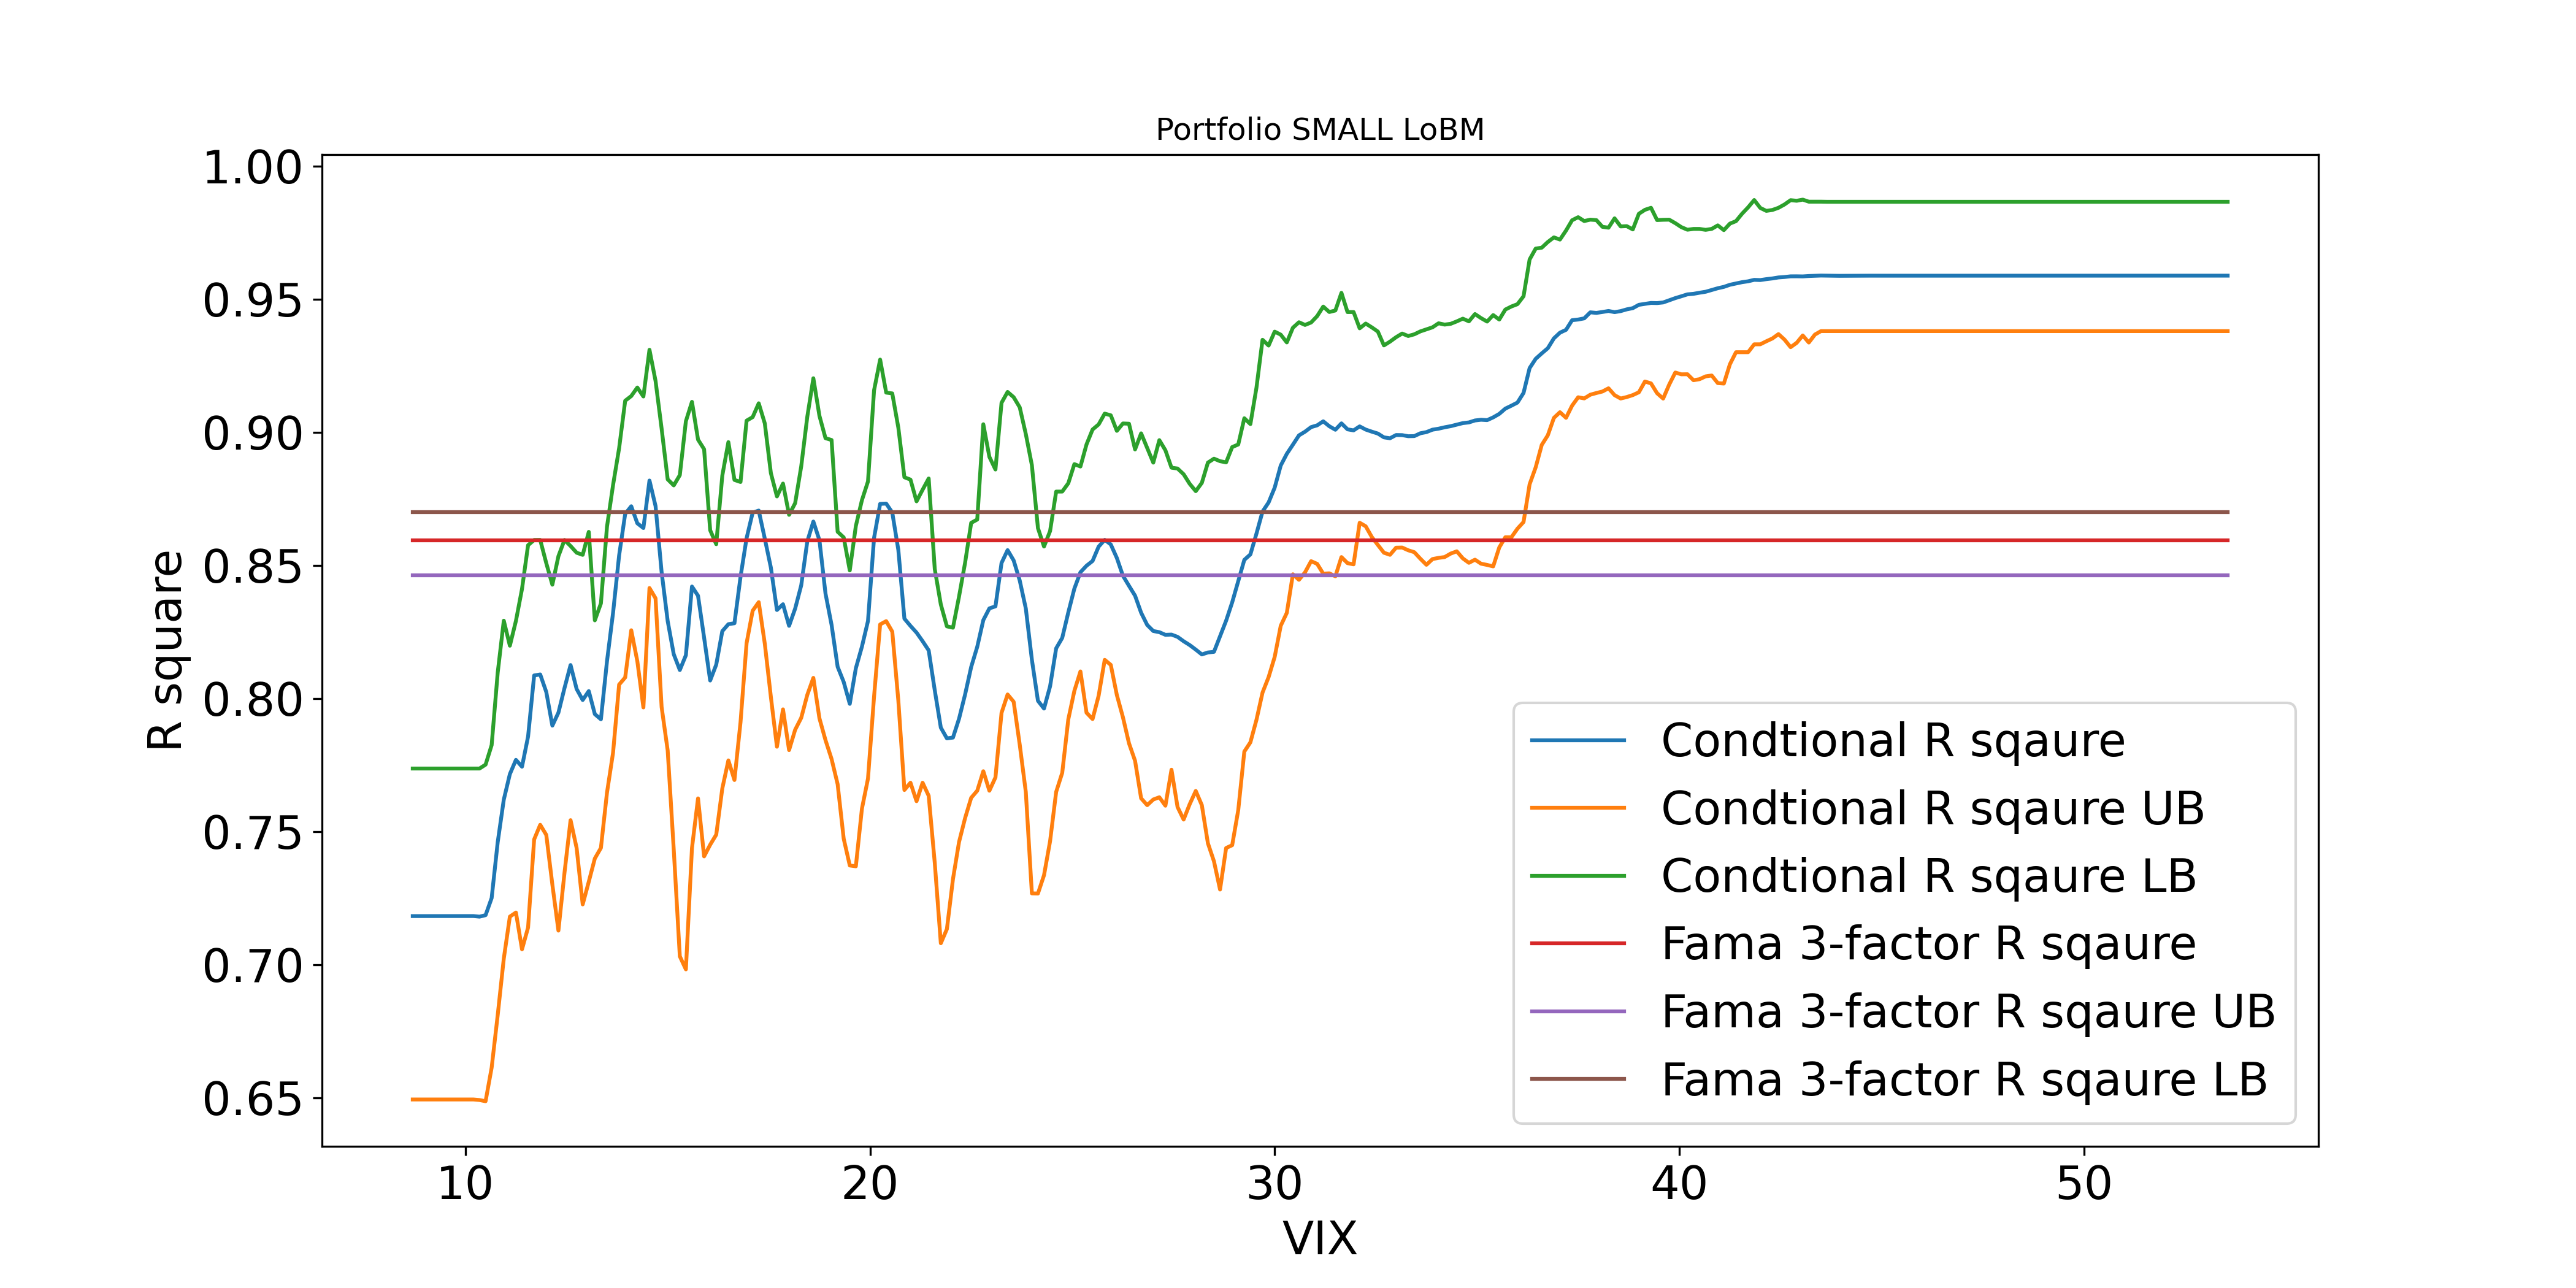 Portfolio SMALL LoBM
1.00
0.95
0.90
0.85
0.80
0.75
0.70
0.65
R square
10 20 30 40 50
VIX
Condtional R sqaure
Condtional R sqaure UB
Condtional R sqaure LB
Fama 3-factor R sqaure
Fama 3-factor R sqaure UB
Fama 3-factor R sqaure LB